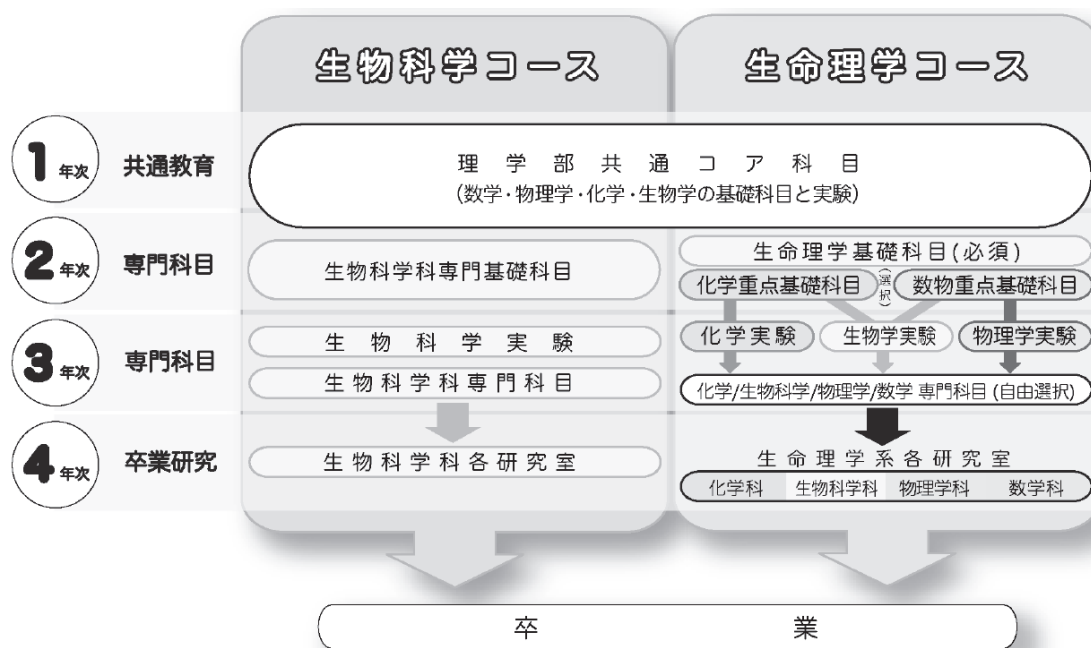 生物科学コース
生命理学コース
1年次 共通教育
理学部共通コア科目
(数学・物理学・化学・生物学の基礎科目と実験)
2年次 専門科目
生物科学科専門基礎科目
生命理学基礎科目(必須)
化学重点基礎科目
(選択)
数物重点基礎科目
3年次 専門科目
生物科学実験
生物科学科専門科目
化学実験
生物学実験
物理学実験
化学/生物科学/物理学/数学 専門科目(自由選択)
4年次 卒業研究
生物科学科各研究室
生命理学系各研究室
化学科 生物科学科 物理学科 数学科
卒業